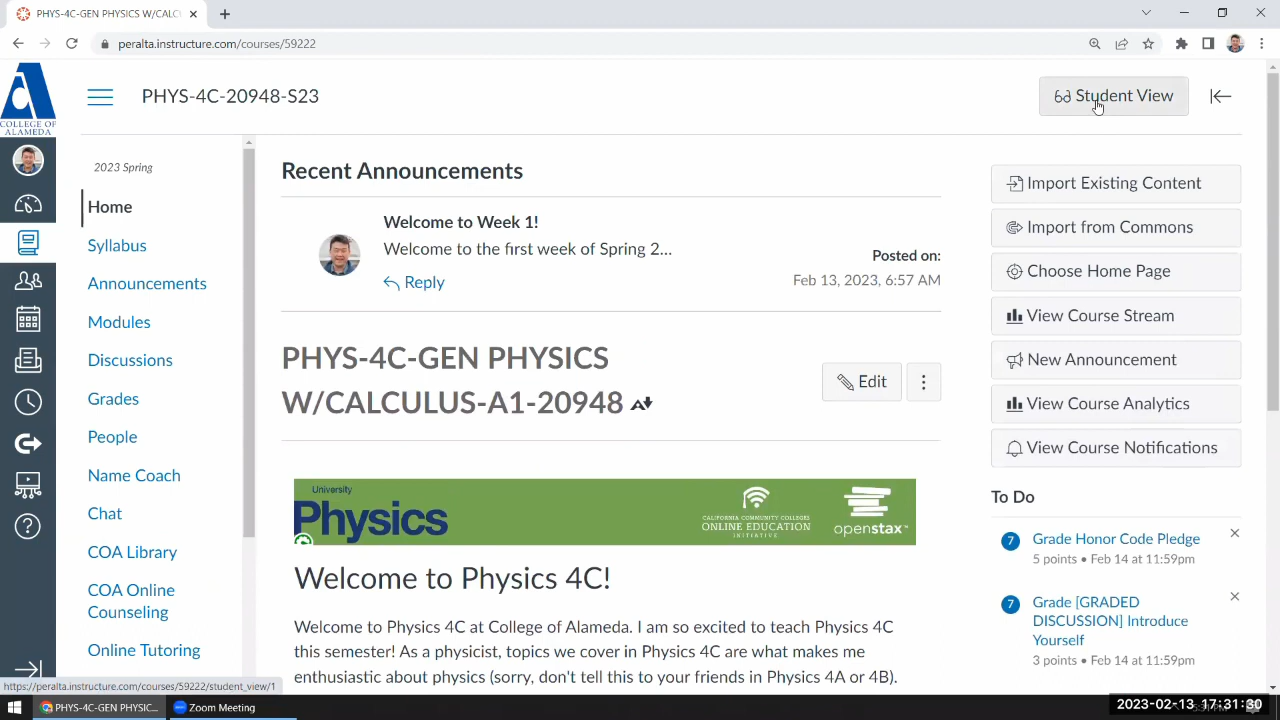 PHYS-4C-GEN PHYSICS W/CALC
peralta.instructure.com/courses/59222
COLLEGE OF
ALAMEDA
PHYS-4C-20948-S23
Student View
2023 Spring
Home
Syllabus
Announcements
Modules
Discussions
Grades
People
Name Coach
Chat
COA Library
COA Online
Counseling
Online Tutoring
Recent Announcements
Welcome to Week 1!
Welcome to the first week of Spring 2...
Reply
Posted on:
Feb 13, 2023, 6:57 AM
PHYS-4C-GEN PHYSICS
W/CALCULUS-A1-20948
Edit
University
Physics
CALIFORNIA COMMUNITY COLLEGES
ONLINE EDUCATION
INITIATIVE
openstax™
Welcome to Physics 4C!
Welcome to Physics 4C at College of Alameda. I am so excited to teach Physics 4C
this semester! As a physicist, topics we cover in Physics 4C are what makes me
enthusiastic about physics (sorry, don't tell this to your friends in Physics 4A or 4B).
Import Existing Content
Import from Commons
Choose Home Page
View Course Stream
New Announcement
View Course Analytics
View Course Notifications
To Do
7 Grade Honor Code Pledge
5 points • Feb 14 at 11:59pm
7 Grade [GRADED
DISCUSSION] Introduce
Yourself
3 points • Feb 14 at 11:59pm
https://peralta.instructure.com/courses/59222/student_view/1
PHYS-4C-GEN PHYSIC...
Zoom Meeting
2023-02-13 17:31:30